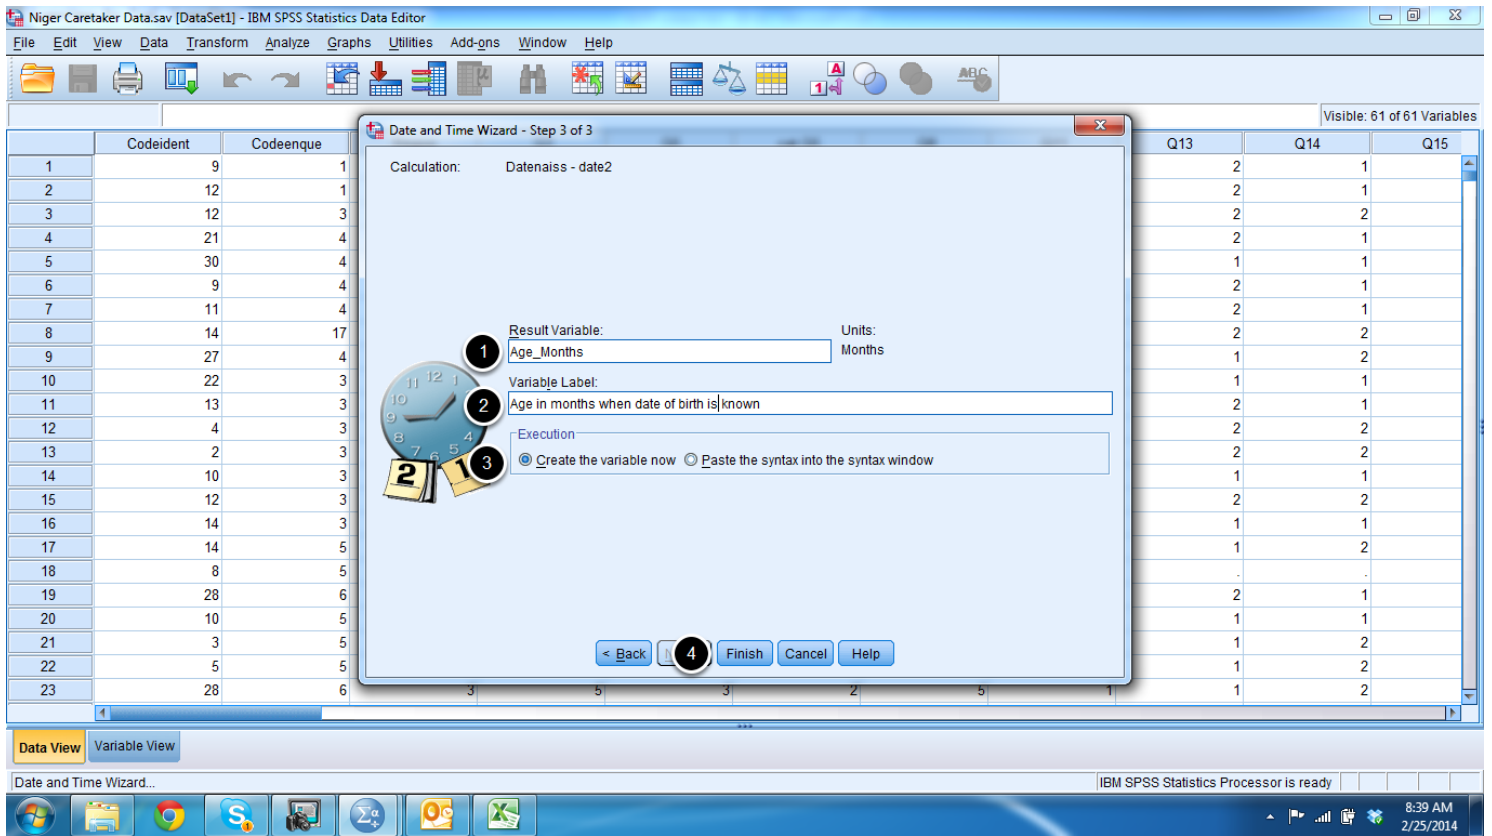 Niger Caretaker Data.sav [DataSet1] - IBM SPSS Statistics Data Editor
File Edit View Data Transform Analyze Graphs Utilities Add-ons Window Help
Visible: 61 of 61 Variables
Codeident Codeenque Q13 Q14 Q15
1 9 1 2 1
2 12 1 2 1
3 12 3 2 2
4 21 4 2 1
5 30 4 1 1
6 9 4 2 1
7 11 4 2 1
8 14 17 2 2
9 27 4 1 2
10 22 3 1 1
11 13 3 2 1
12 4 3 2 2
13 2 3 2 2
14 10 3 1 1
15 12 3 2 2
16 14 3 1 1
17 14 5 1 2
18 8 5 . .
19 28 6 2 1
20 10 5 1 1
21 3 5 1 2
22 5 5 1 2
23 28 6 3 5 3 2 5 1 1 2
Date and Time Wizard - Step 3 of 3
Calculation: Datenaiss - date2
Result Variable: Units:
1 Age_Months Months
Variable Label:
2 Age in months when date of birth is known
Execution
3 Create the variable now Paste the syntax into the syntax window
< Back 4 Finish Cancel Help
Data View Variable View
Date and Time Wizard... IBM SPSS Statistics Processor is ready
8:39 AM
2/25/2014